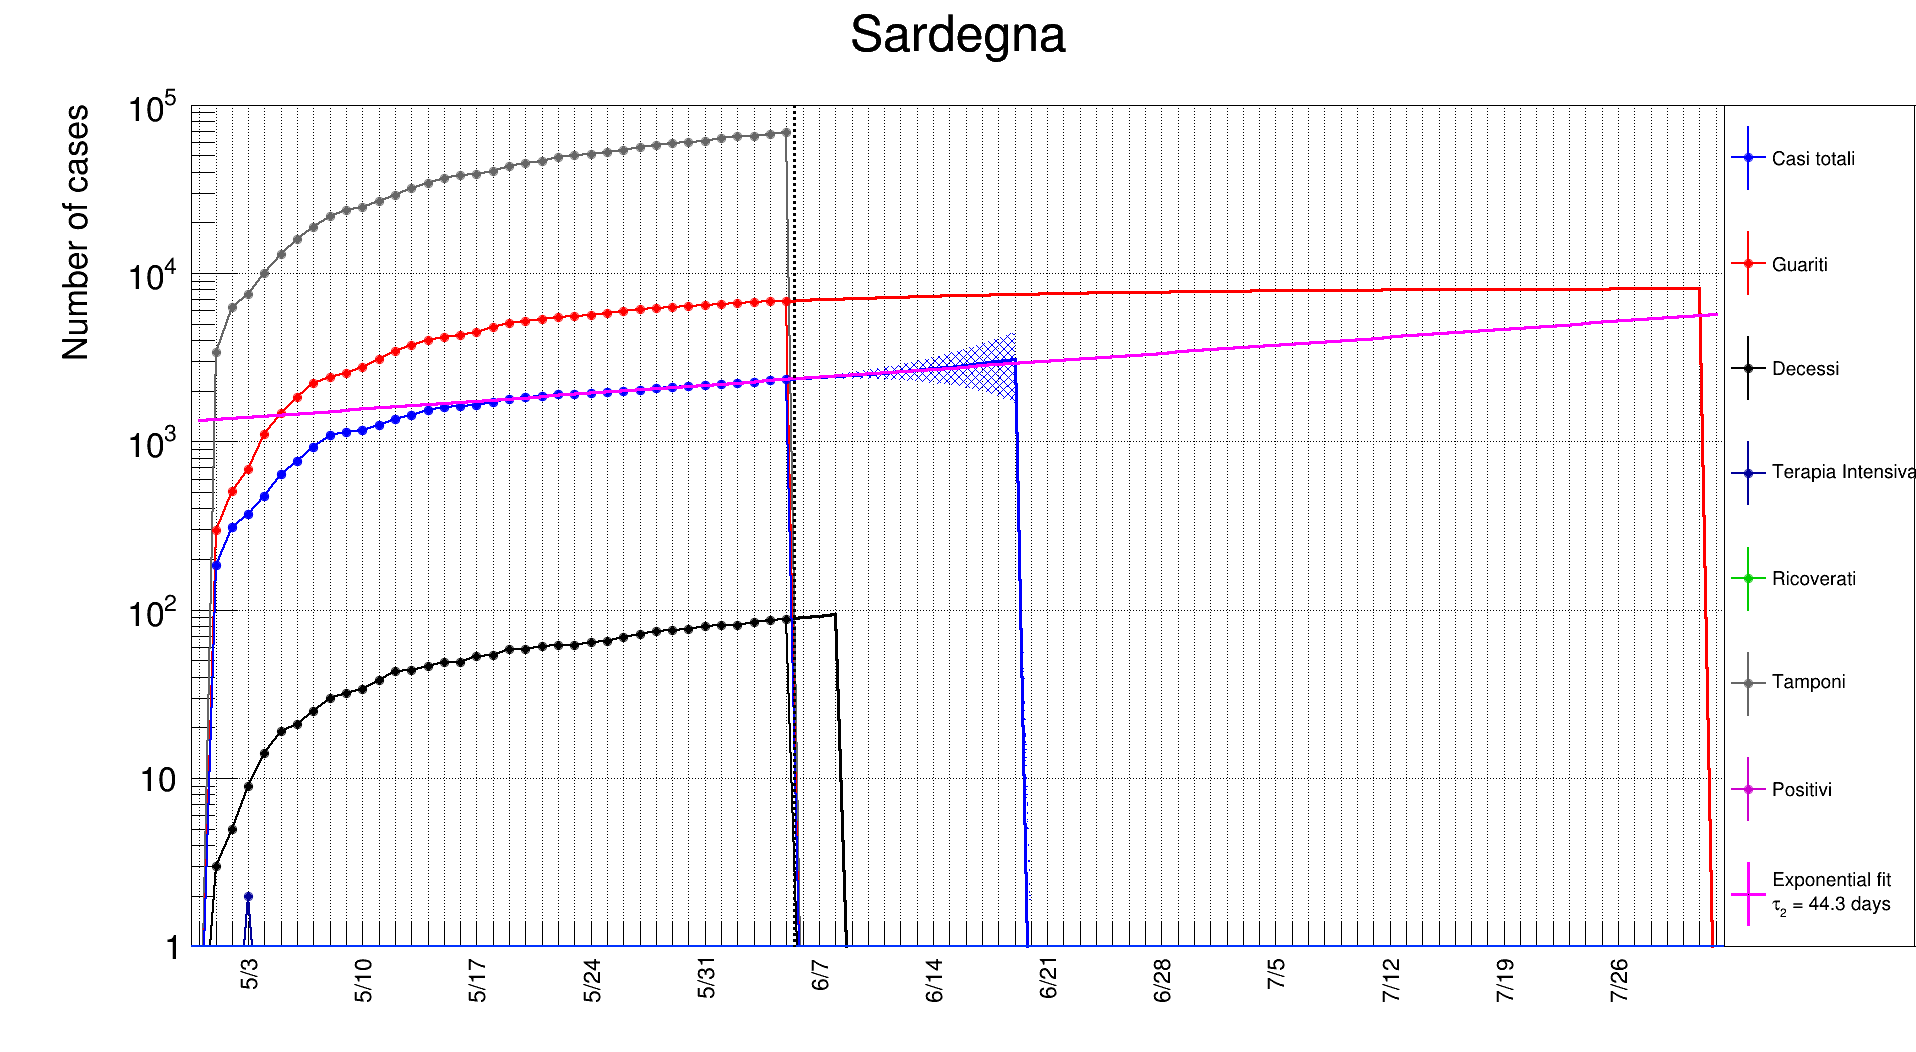 Sardegna
Number of cases
10^5
10^4
10^3
10^2
10
1
5/3
5/10
5/17
5/24
5/31
6/7
6/14
6/21
6/28
7/5
7/12
7/19
7/26
Casi totali
Guariti
Decessi
Terapia Intensiva
Ricoverati
Tamponi
Positivi
Exponential fit
τ_2 = 44.3 days